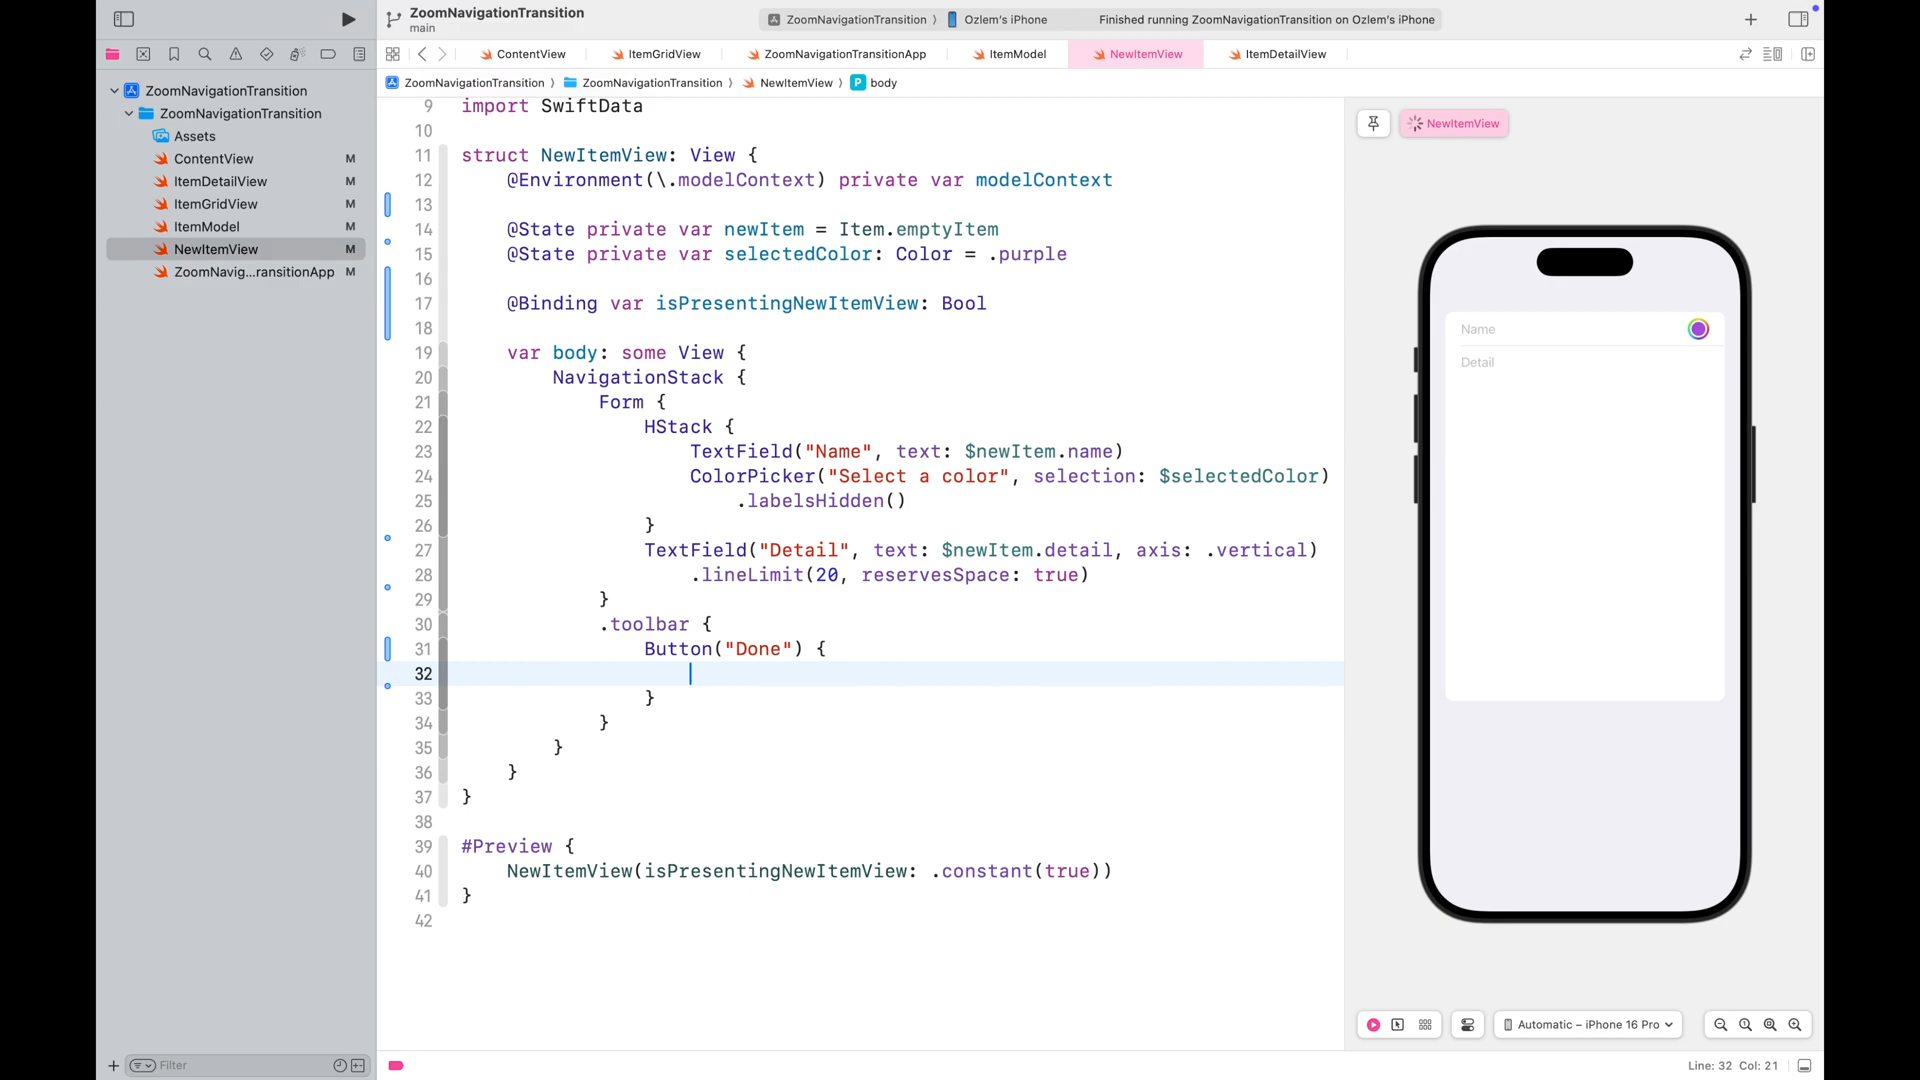 ZoomNavigationTransition
main
ZoomNavigationTransition 〉 Ozlem's iPhone
Finished running ZoomNavigationTransition on Ozlem's iPhone
ContentView
ItemGridView
ZoomNavigationTransitionApp
ItemModel
NewItemView
ItemDetailView
ZoomNavigationTransition 〉 ZoomNavigationTransition 〉 NewItemView 〉 P body
ZoomNavigationTransition
ZoomNavigationTransition
Assets
ContentView M
ItemDetailView M
ItemGridView M
ItemModel M
NewItemView M
ZoomNavig...ransitionApp M
Filter
9 import SwiftData
10
11 struct NewItemView: View {
12 @Environment(\.modelContext) private var modelContext
13
14 @State private var newItem = Item.emptyItem
15 @State private var selectedColor: Color = .purple
16
17 @Binding var isPresentingNewItemView: Bool
18
19 var body: some View {
20 NavigationStack {
21 Form {
22 HStack {
23 TextField("Name", text: $newItem.name)
24 ColorPicker("Select a color", selection: $selectedColor)
25 .labelsHidden()
26 }
27 TextField("Detail", text: $newItem.detail, axis: .vertical)
28 .lineLimit(20, reservesSpace: true)
29 }
30 .toolbar {
31 Button("Done") {
32
33 }
34 }
35 }
36 }
37 }
38
39 #Preview {
40 NewItemView(isPresentingNewItemView: .constant(true))
41 }
42
NewItemView
Name
Detail
Automatic – iPhone 16 Pro
Line: 32 Col: 21